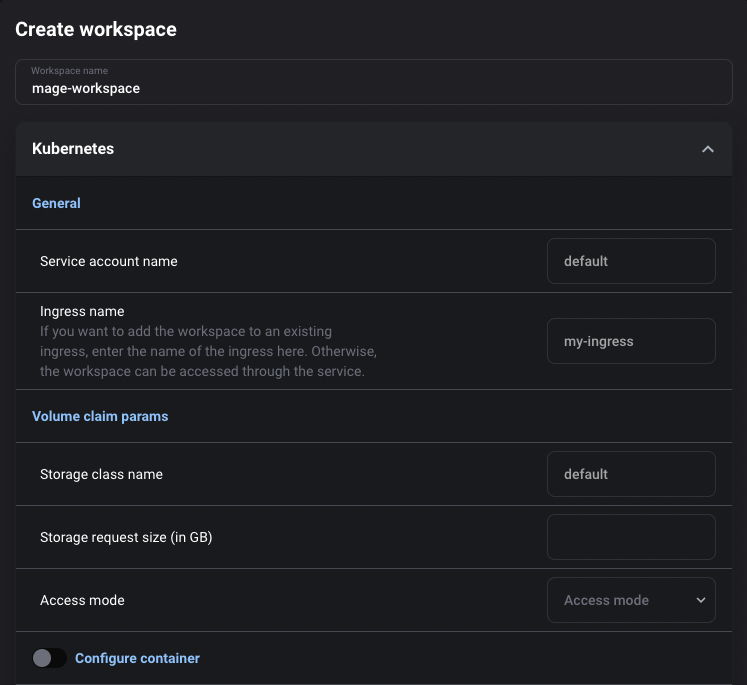 Create workspace
Workspace name
mage-workspace
Kubernetes
General
Service account name
default
Ingress name
If you want to add the workspace to an existing
ingress, enter the name of the ingress here. Otherwise,
the workspace can be accessed through the service.
my-ingress
Volume claim params
Storage class name
default
Storage request size (in GB)
Access mode
Access mode
Configure container